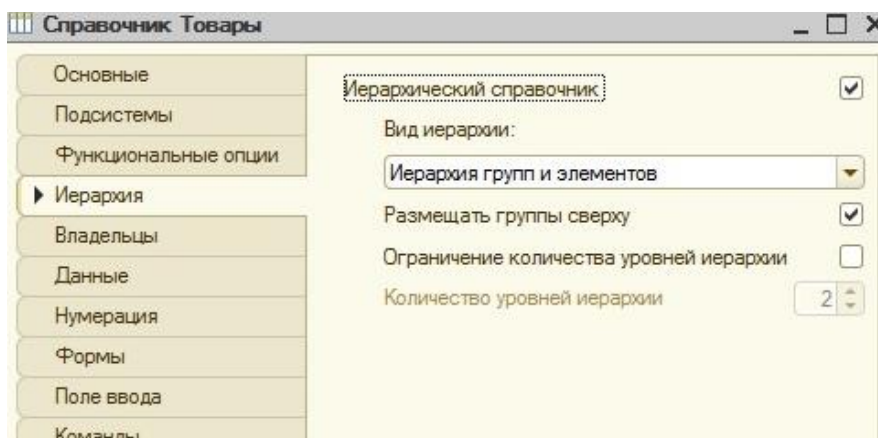 Справочник Товары
Основные
Подсистемы
Функциональные опции
Иерархия
Владельцы
Данные
Нумерация
Формы
Поле ввода
Команды
Иерархический справочник
Вид иерархии:
Иерархия групп и элементов
Размещать группы сверху
Ограничение количества уровней иерархии
Количество уровней иерархии 2